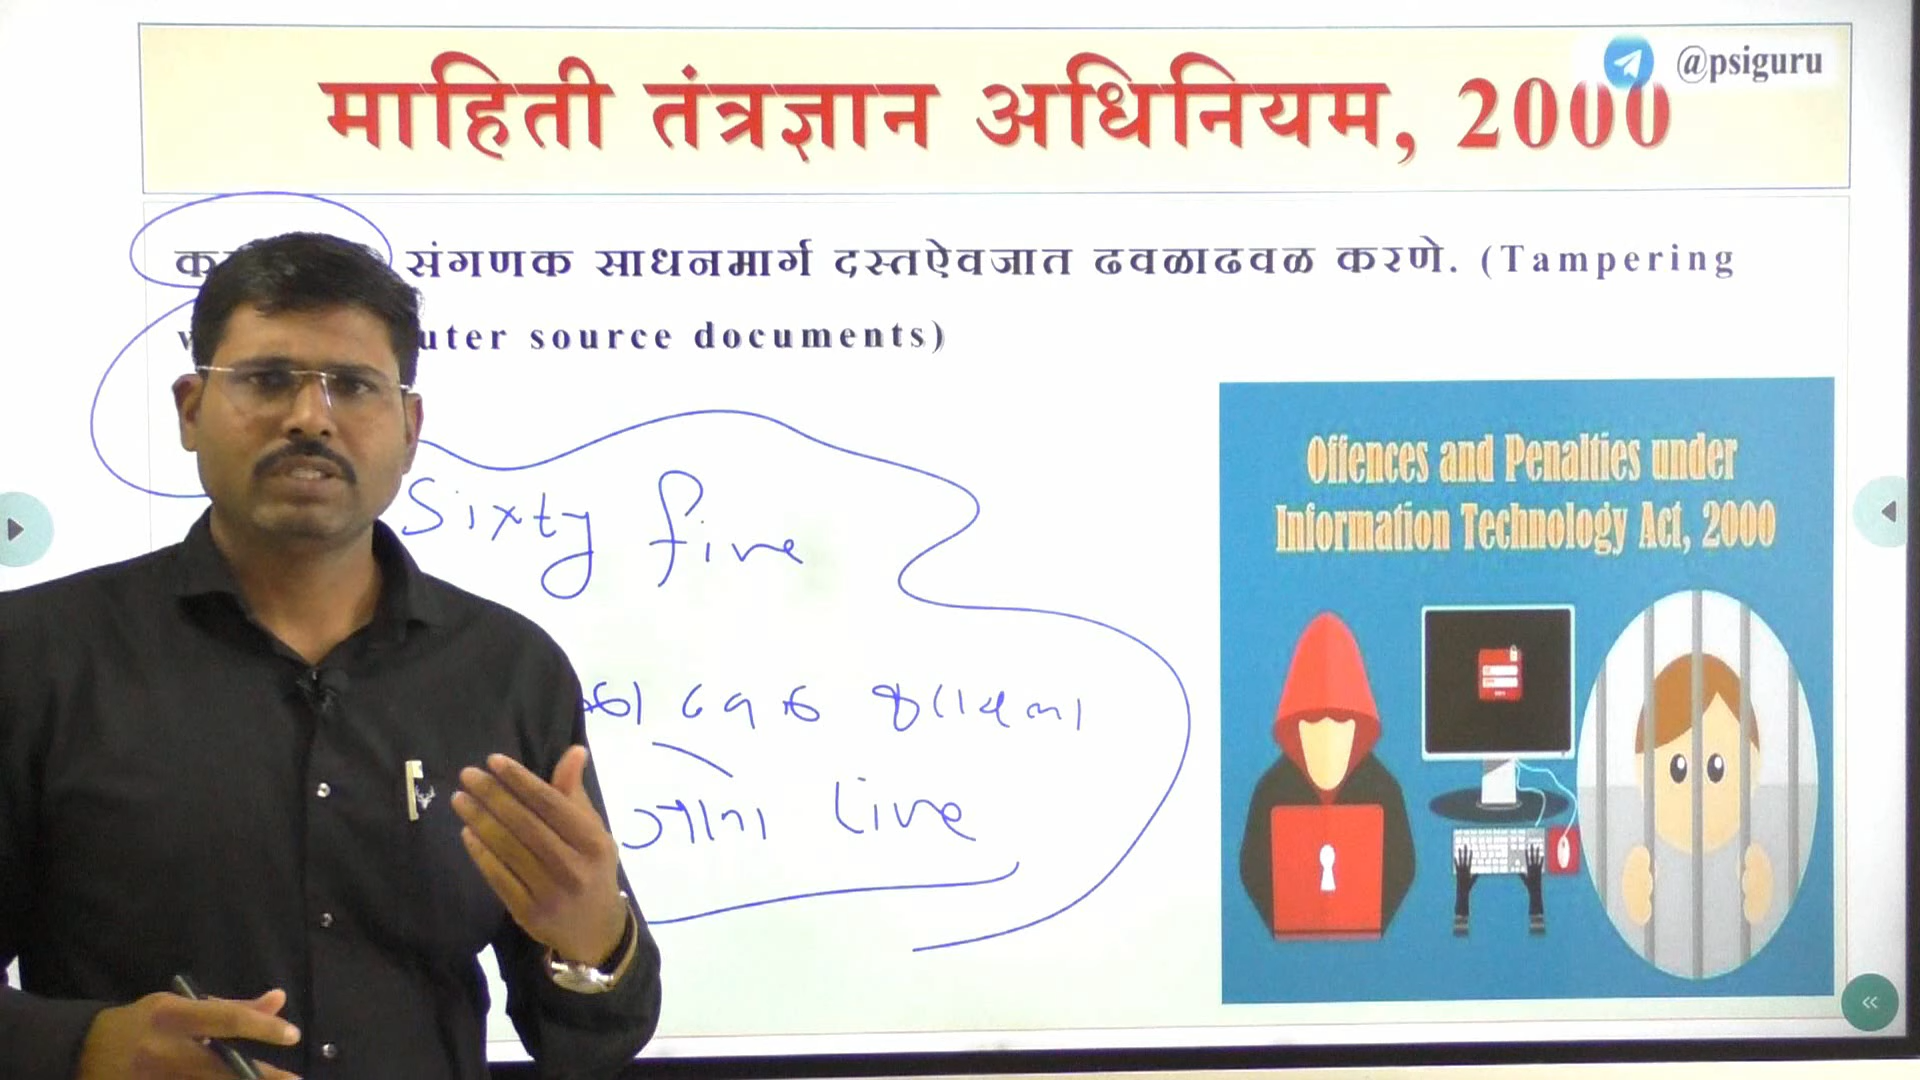 @psiguru
माहिती तंत्रज्ञान अधिनियम, 2000
संगणक साधनमार्ग दस्तऐवजात ढवळाढवळ करणे. (Tampering
uter source documents)
Offences and Penalties under
Information Technology Act, 2000
Sixty five
live